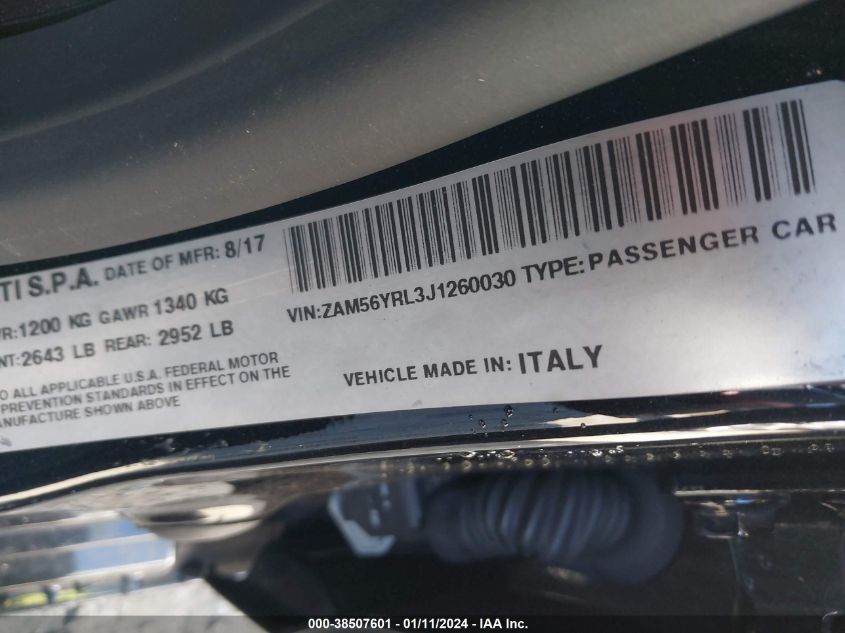 TI S.P.A. DATE OF MFR: 8/17
R:1200 KG GAWR 1340 KG
NT:2643 LB REAR: 2952 LB
O ALL APPLICABLE U.S.A. FEDERAL MOTOR
PREVENTION STANDARDS IN EFFECT ON THE
ANUFACTURE SHOWN ABOVE
VIN:ZAM56YRL3J1260030 TYPE:PASSENGER CAR
VEHICLE MADE IN: ITALY
000-38507601 - 01/11/2024 - IAA Inc.